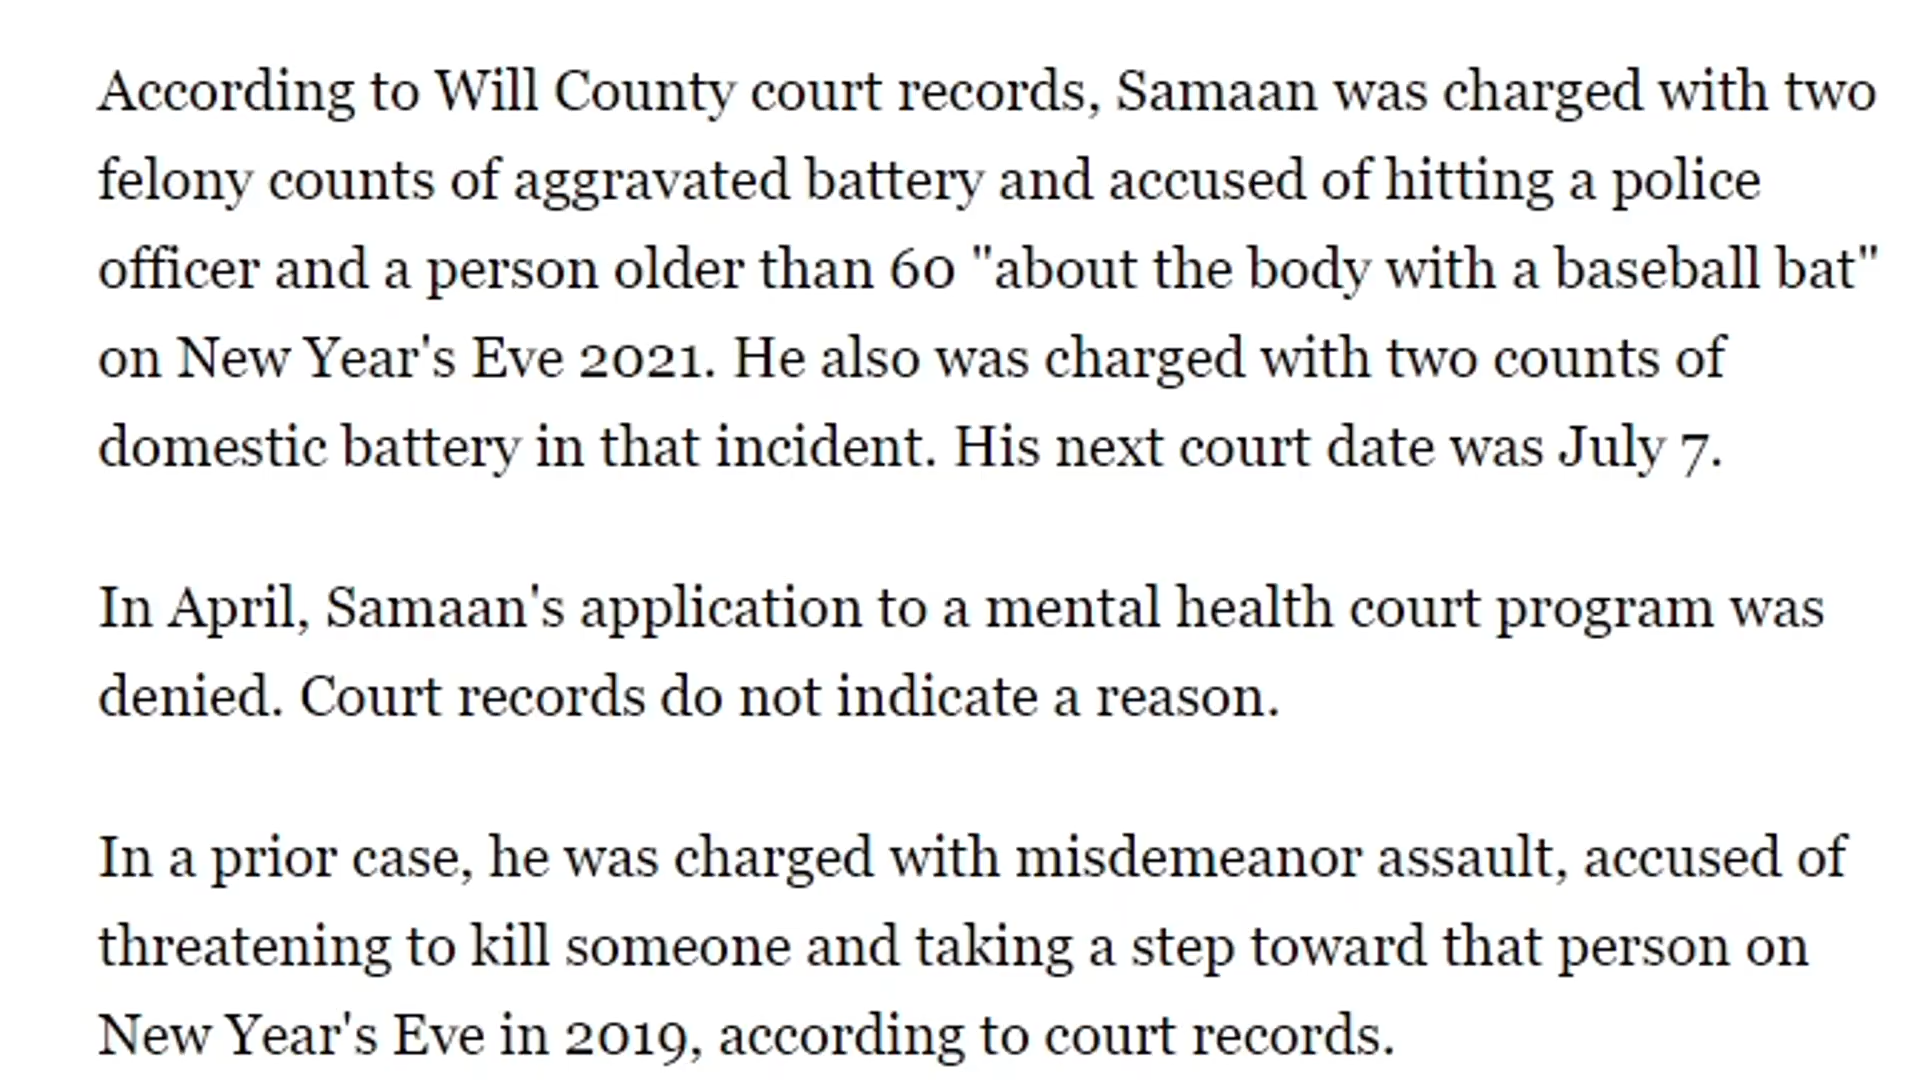 According to Will County court records, Samaan was charged with two
felony counts of aggravated battery and accused of hitting a police
officer and a person older than 60 "about the body with a baseball bat"
on New Year's Eve 2021. He also was charged with two counts of
domestic battery in that incident. His next court date was July 7.
In April, Samaan's application to a mental health court program was
denied. Court records do not indicate a reason.
In a prior case, he was charged with misdemeanor assault, accused of
threatening to kill someone and taking a step toward that person on
New Year's Eve in 2019, according to court records.